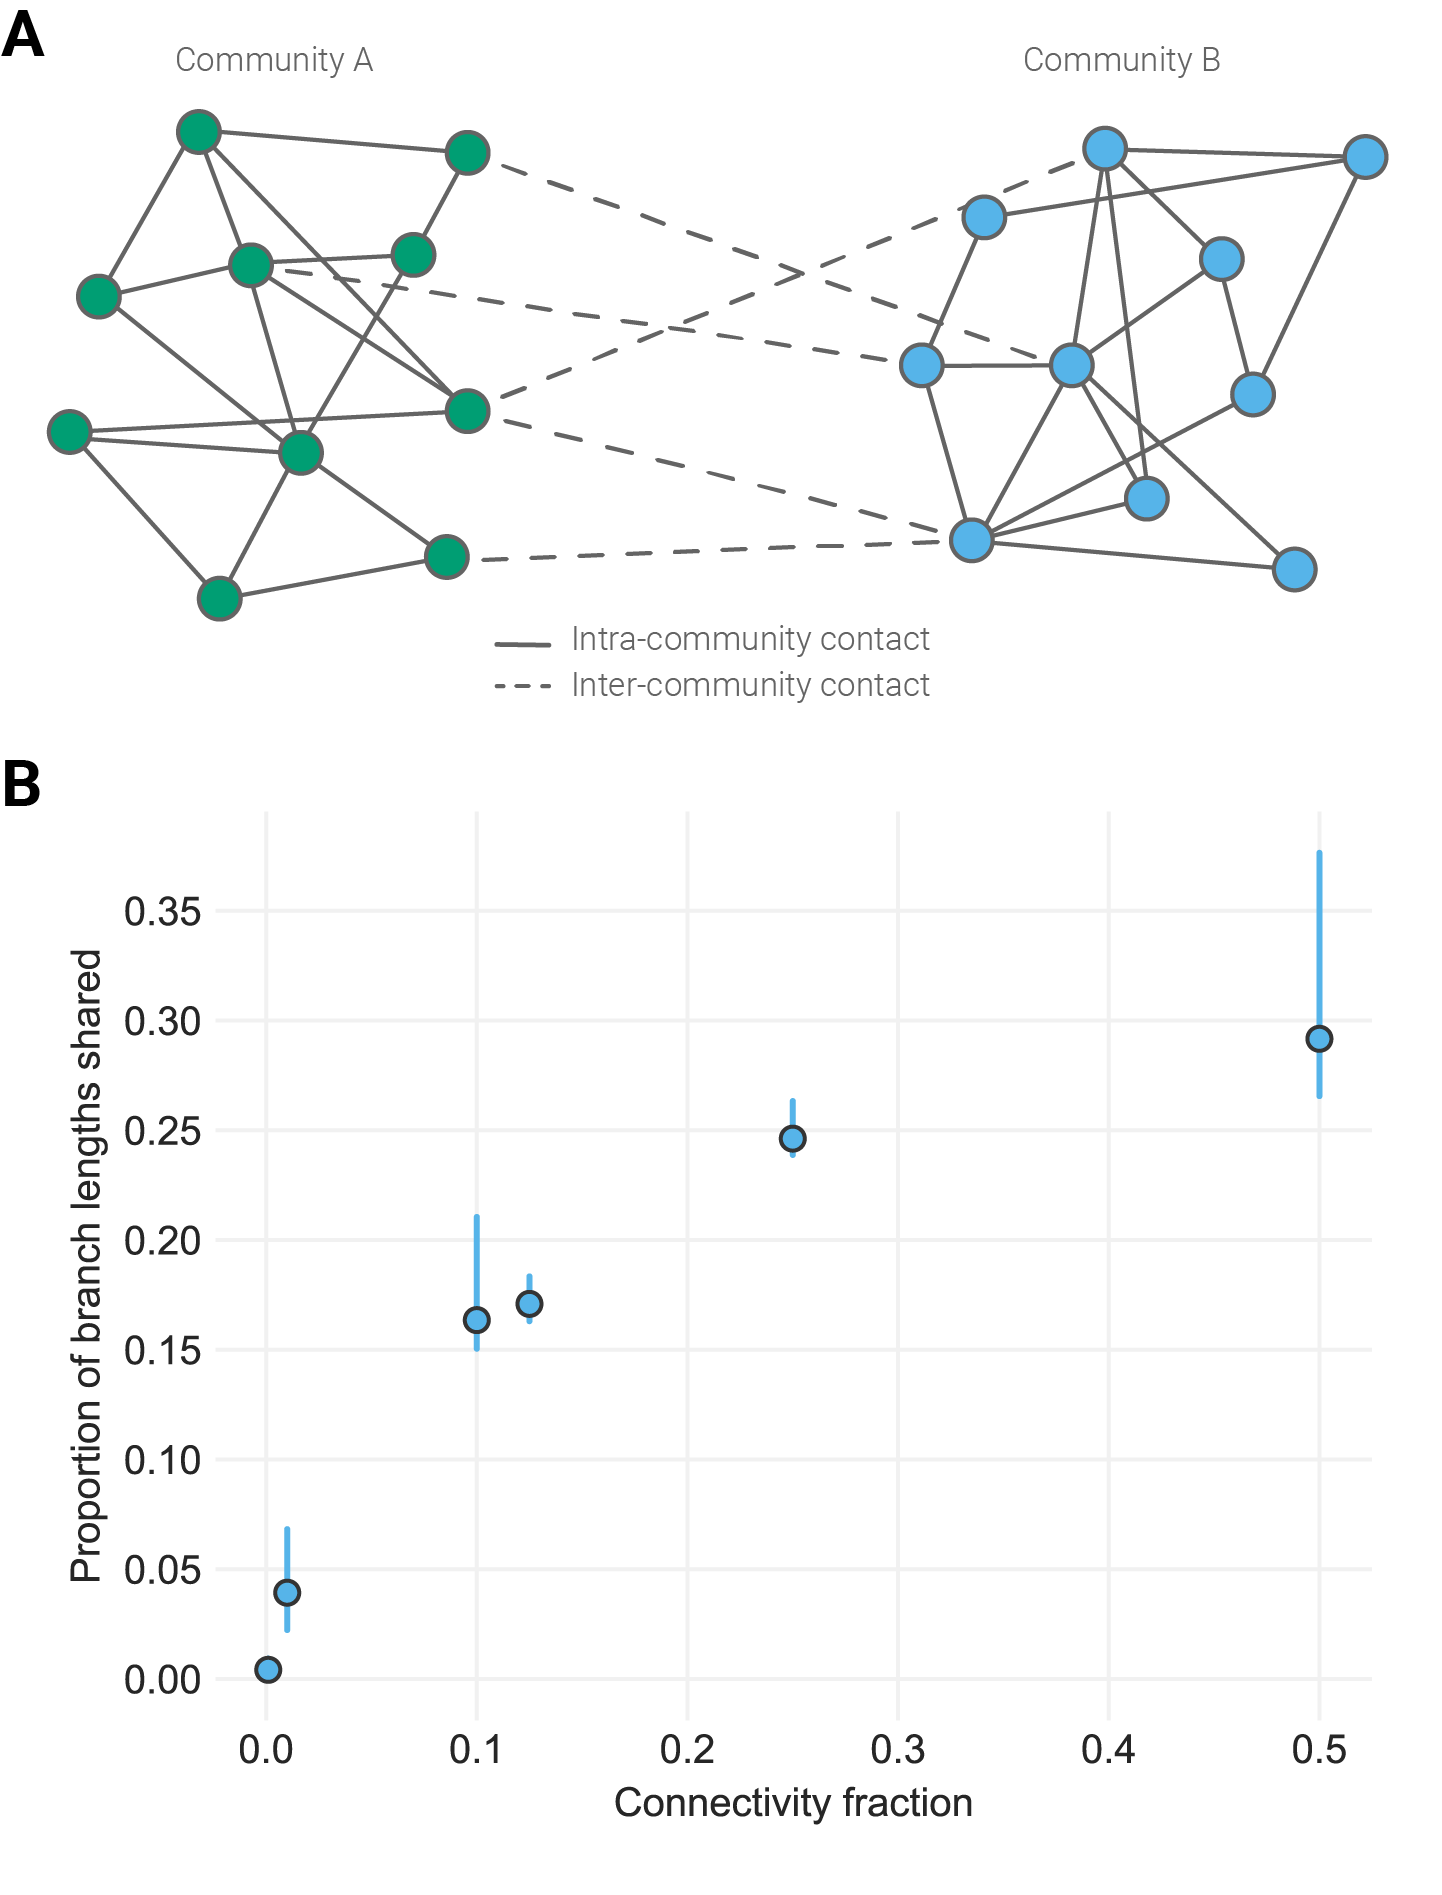 A
Community A
Community B
Intra-community contact
Inter-community contact
B
Proportion of branch lengths shared
0.35
0.30
0.25
0.20
0.15
0.10
0.05
0.00
0.0 0.1 0.2 0.3 0.4 0.5
Connectivity fraction